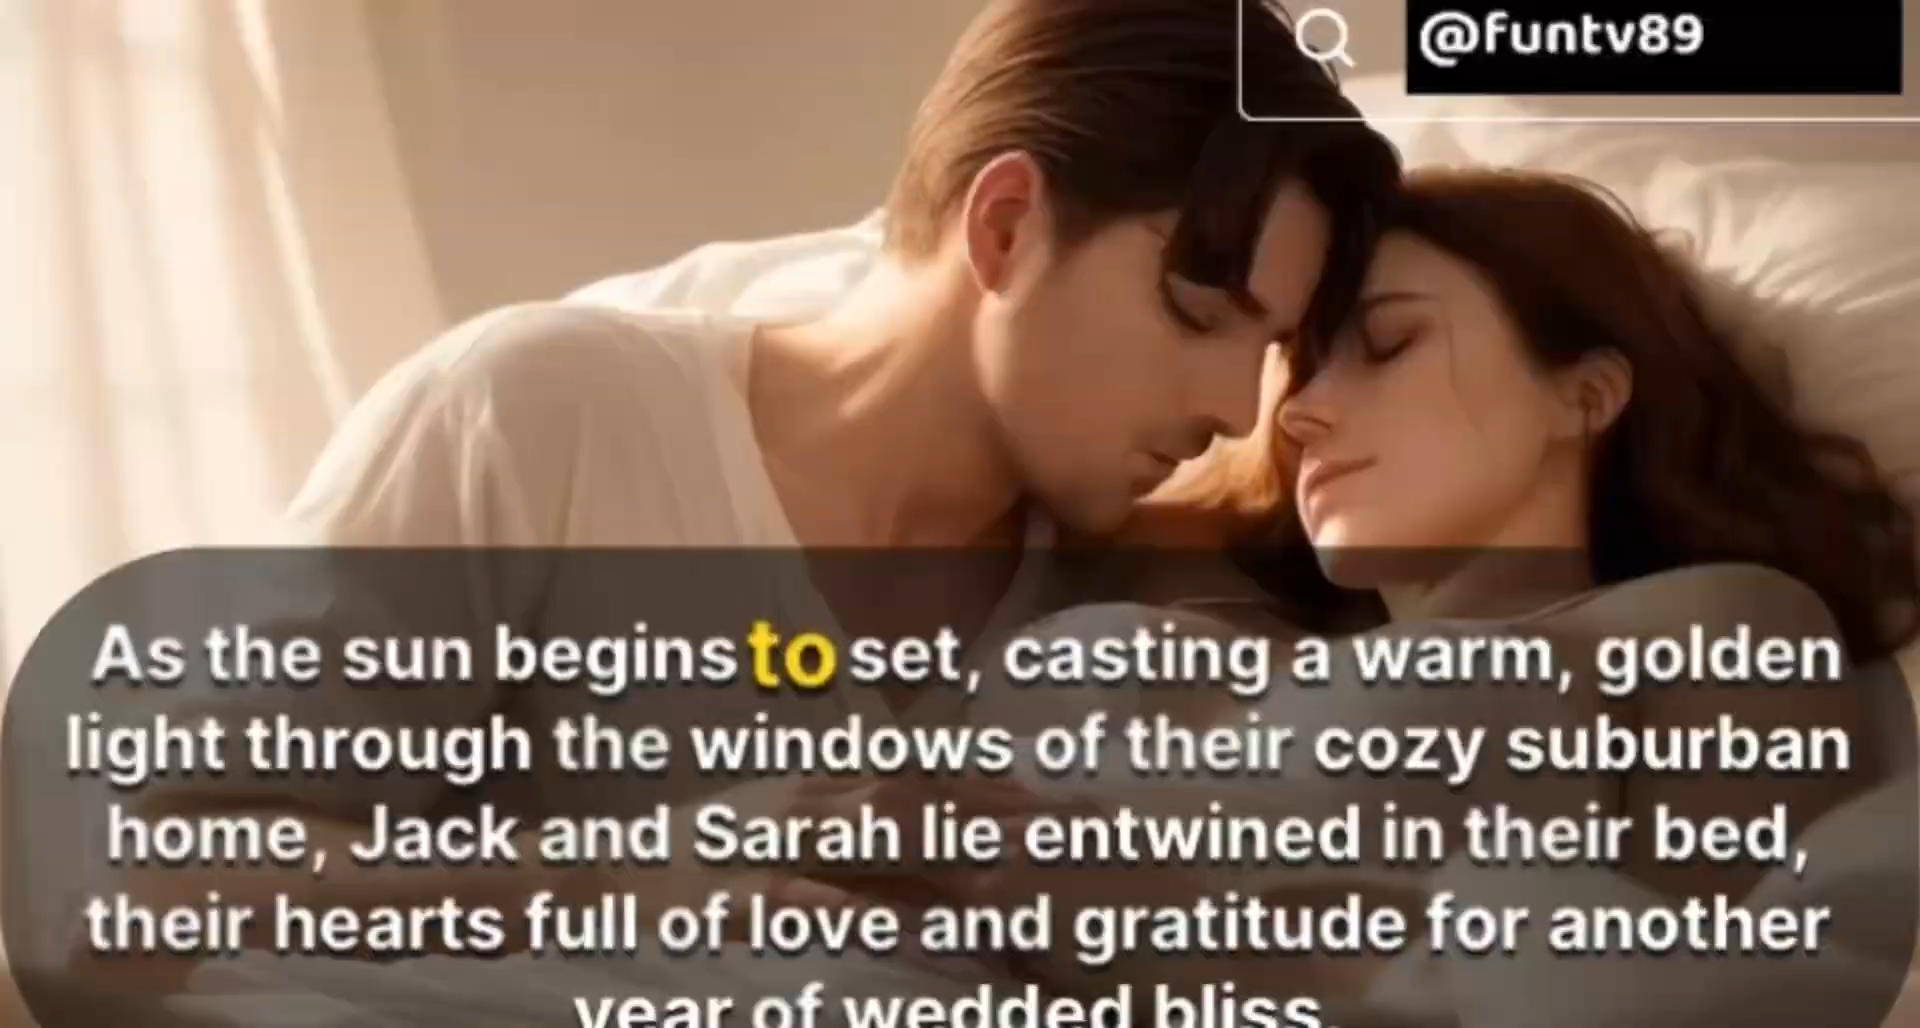 @funtv89
As the sun begins to set, casting a warm, golden
light through the windows of their cozy suburban
home, Jack and Sarah lie entwined in their bed,
their hearts full of love and gratitude for another
year of wedded bliss.